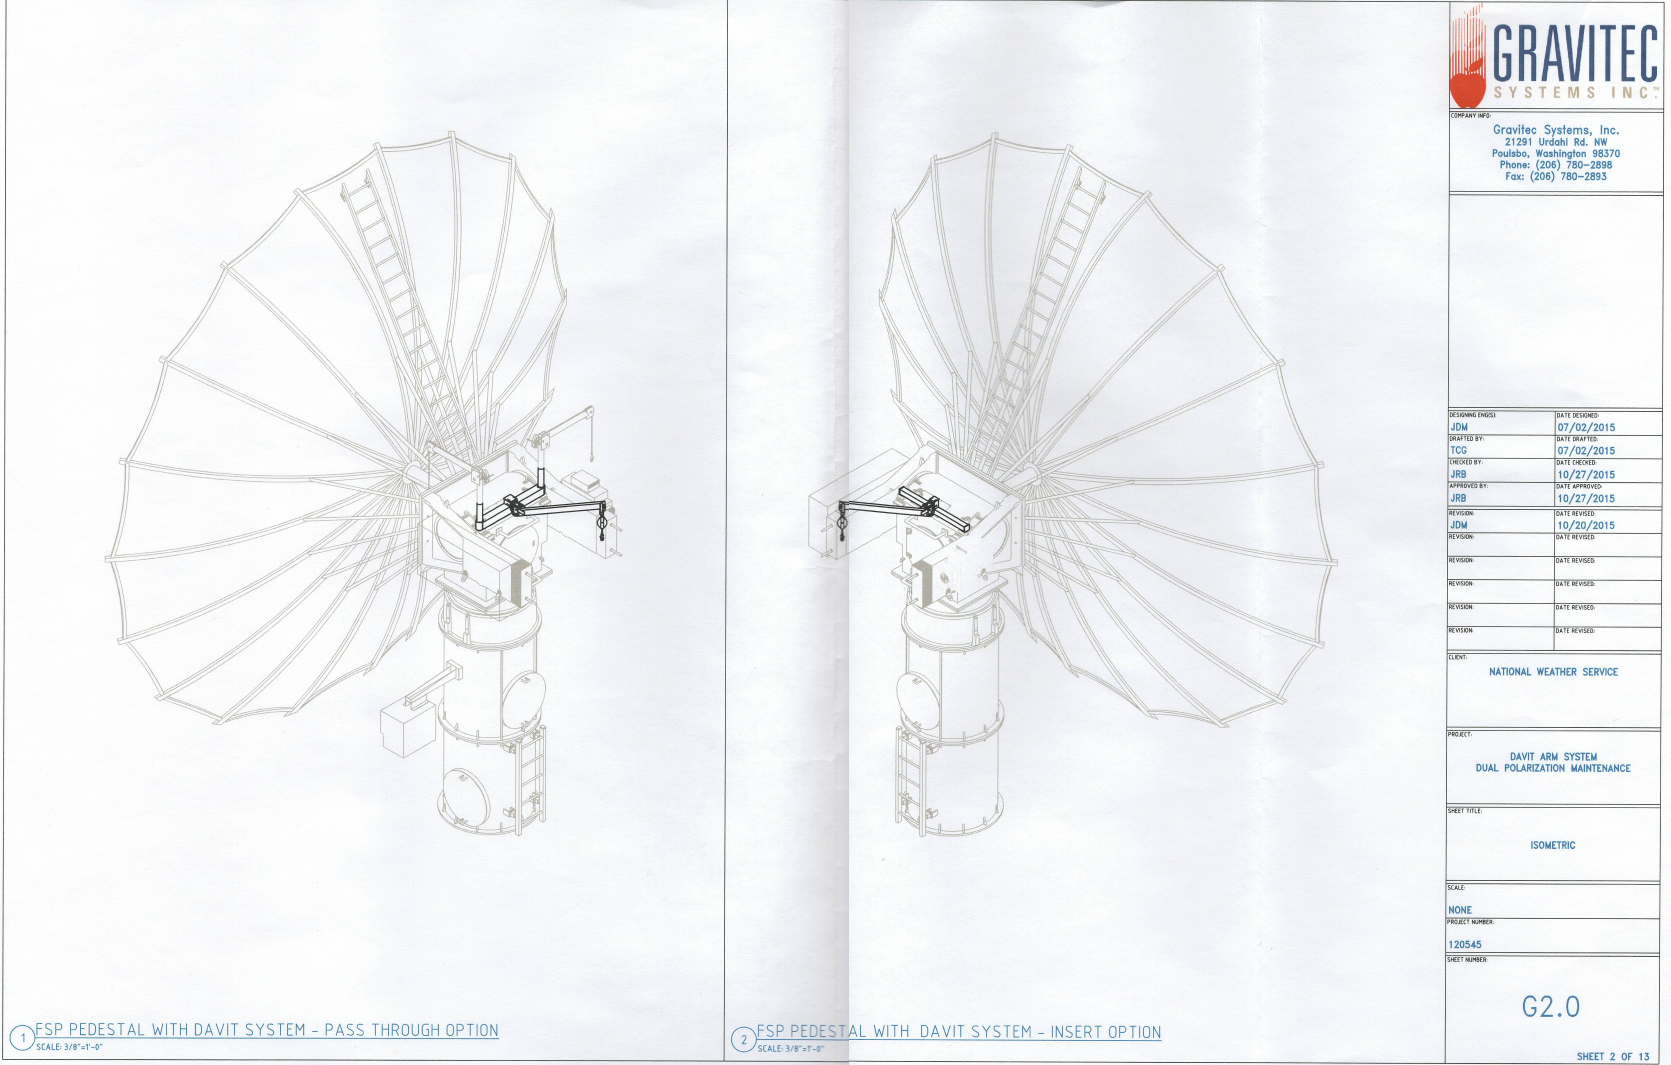 GRAVITEC
SYSTEMS INC.™
COMPANY INFO:
Gravitec Systems, Inc.
21291 Urdahl Rd. NW
Poulsbo, Washington 98370
Phone: (206) 780-2898
Fax: (206) 780-2893
DESIGNING ENG(S): DATE DESIGNED:
JDM 07/02/2015
DRAFTED BY: DATE DRAFTED:
TCG 07/02/2015
CHECKED BY: DATE CHECKED:
JRB 10/27/2015
APPROVED BY: DATE APPROVED:
JRB 10/27/2015
REVISION: DATE REVISED:
JDM 10/20/2015
REVISION: DATE REVISED:
REVISION: DATE REVISED:
REVISION: DATE REVISED:
REVISION: DATE REVISED:
REVISION: DATE REVISED:
CLIENT:
NATIONAL WEATHER SERVICE
PROJECT:
DAVIT ARM SYSTEM
DUAL POLARIZATION MAINTENANCE
SHEET TITLE:
ISOMETRIC
SCALE:
NONE
PROJECT NUMBER:
120545
SHEET NUMBER:
G2.0
SHEET 2 OF 13
1 FSP PEDESTAL WITH DAVIT SYSTEM - PASS THROUGH OPTION
SCALE: 3/8"=1'-0"
2 FSP PEDESTAL WITH DAVIT SYSTEM - INSERT OPTION
SCALE: 3/8"=1'-0"